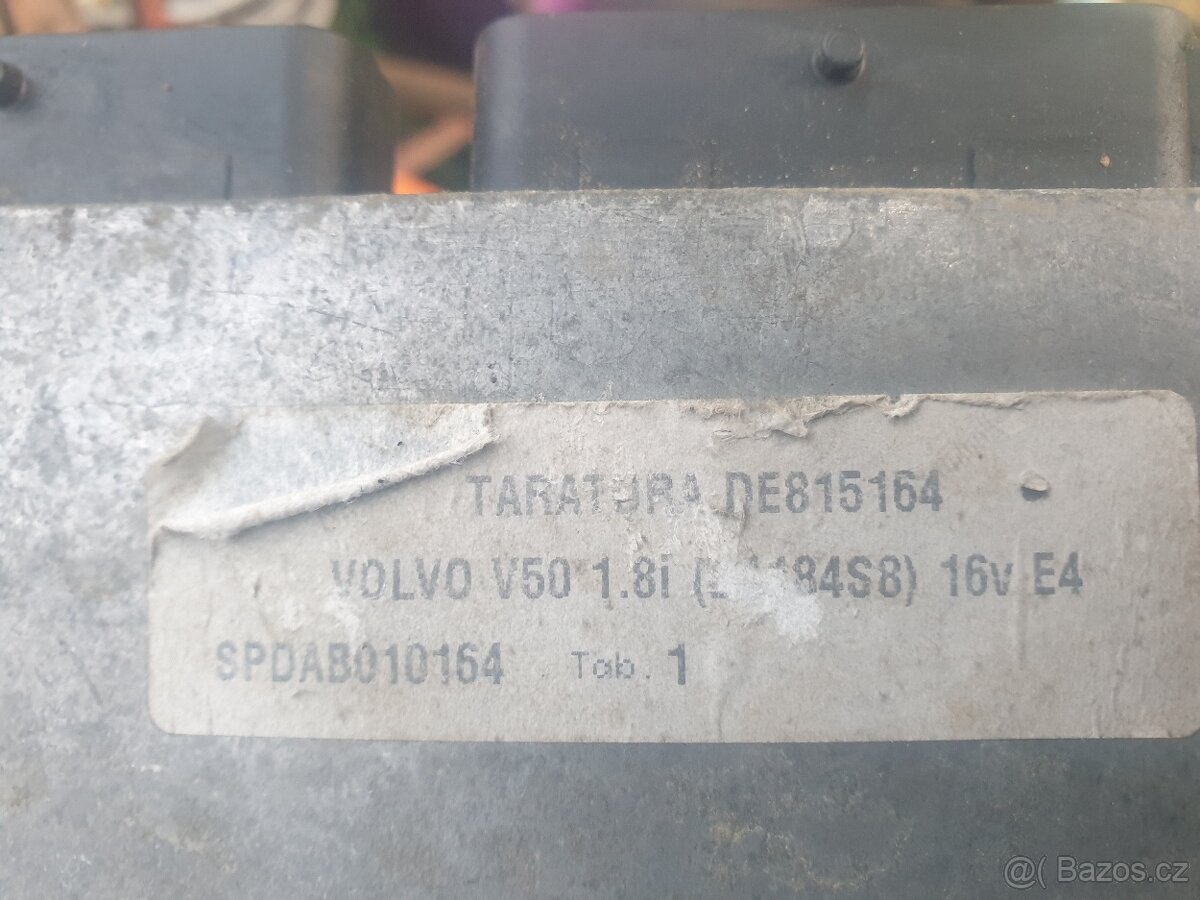 TARATURA DE815164
VOLVO V50 1.8i 16v E4
SPDAB010164 Tab. 1
@( Bazos.cz